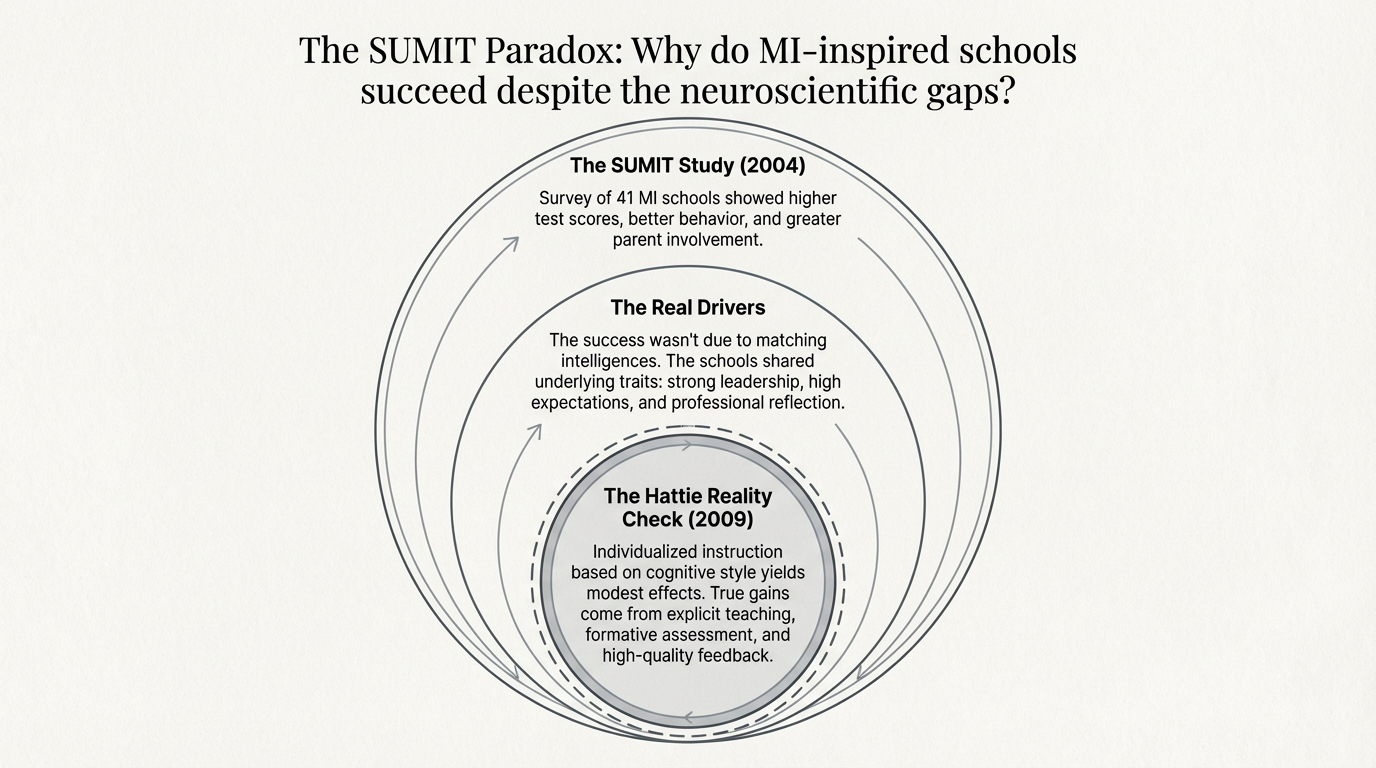 The SUMIT Paradox: Why do MI-inspired schools
succeed despite the neuroscientific gaps?
The SUMIT Study (2004)
Survey of 41 MI schools showed higher
test scores, better behavior, and greater
parent involvement.
The Real Drivers
The success wasn't due to matching
intelligences. The schools shared
underlying traits: strong leadership, high
expectations, and professional reflection.
The Hattie Reality
Check (2009)
Individualized instruction
based on cognitive style yields
modest effects. True gains
come from explicit teaching,
formative assessment, and
high-quality feedback.